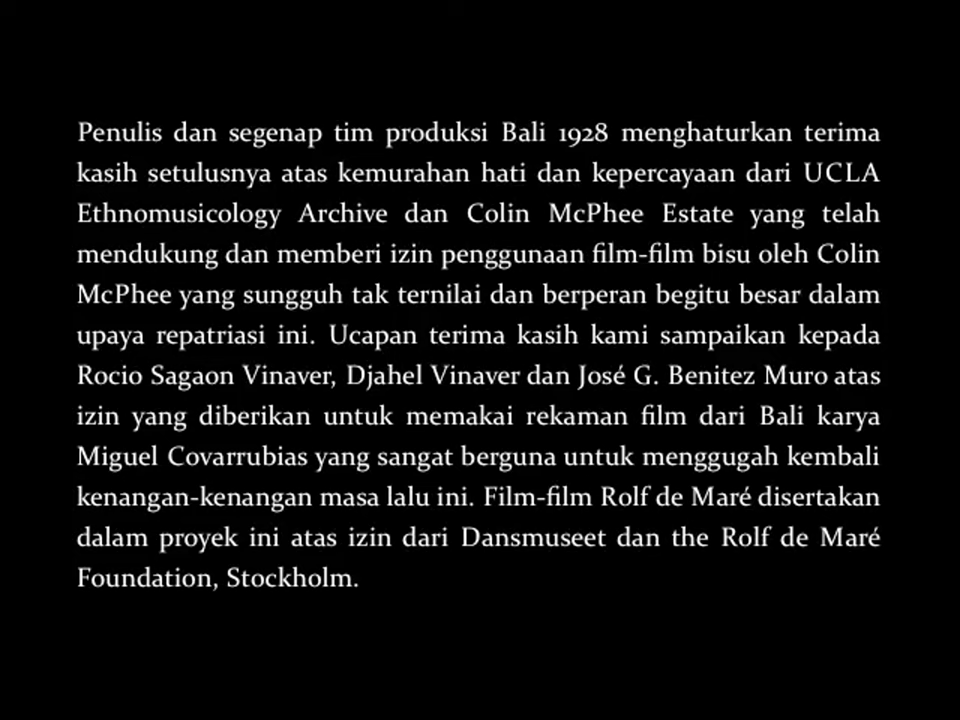 Penulis dan segenap tim produksi Bali 1928 menghaturkan terima
kasih setulusnya atas kemurahan hati dan kepercayaan dari UCLA
Ethnomusicology Archive dan Colin McPhee Estate yang telah
mendukung dan memberi izin penggunaan film-film bisu oleh Colin
McPhee yang sungguh tak ternilai dan berperan begitu besar dalam
upaya repatriasi ini. Ucapan terima kasih kami sampaikan kepada
Rocio Sagaon Vinaver, Djahel Vinaver dan José G. Benitez Muro atas
izin yang diberikan untuk memakai rekaman film dari Bali karya
Miguel Covarrubias yang sangat berguna untuk menggugah kembali
kenangan-kenangan masa lalu ini. Film-film Rolf de Maré disertakan
dalam proyek ini atas izin dari Dansmuseet dan the Rolf de Maré
Foundation, Stockholm.